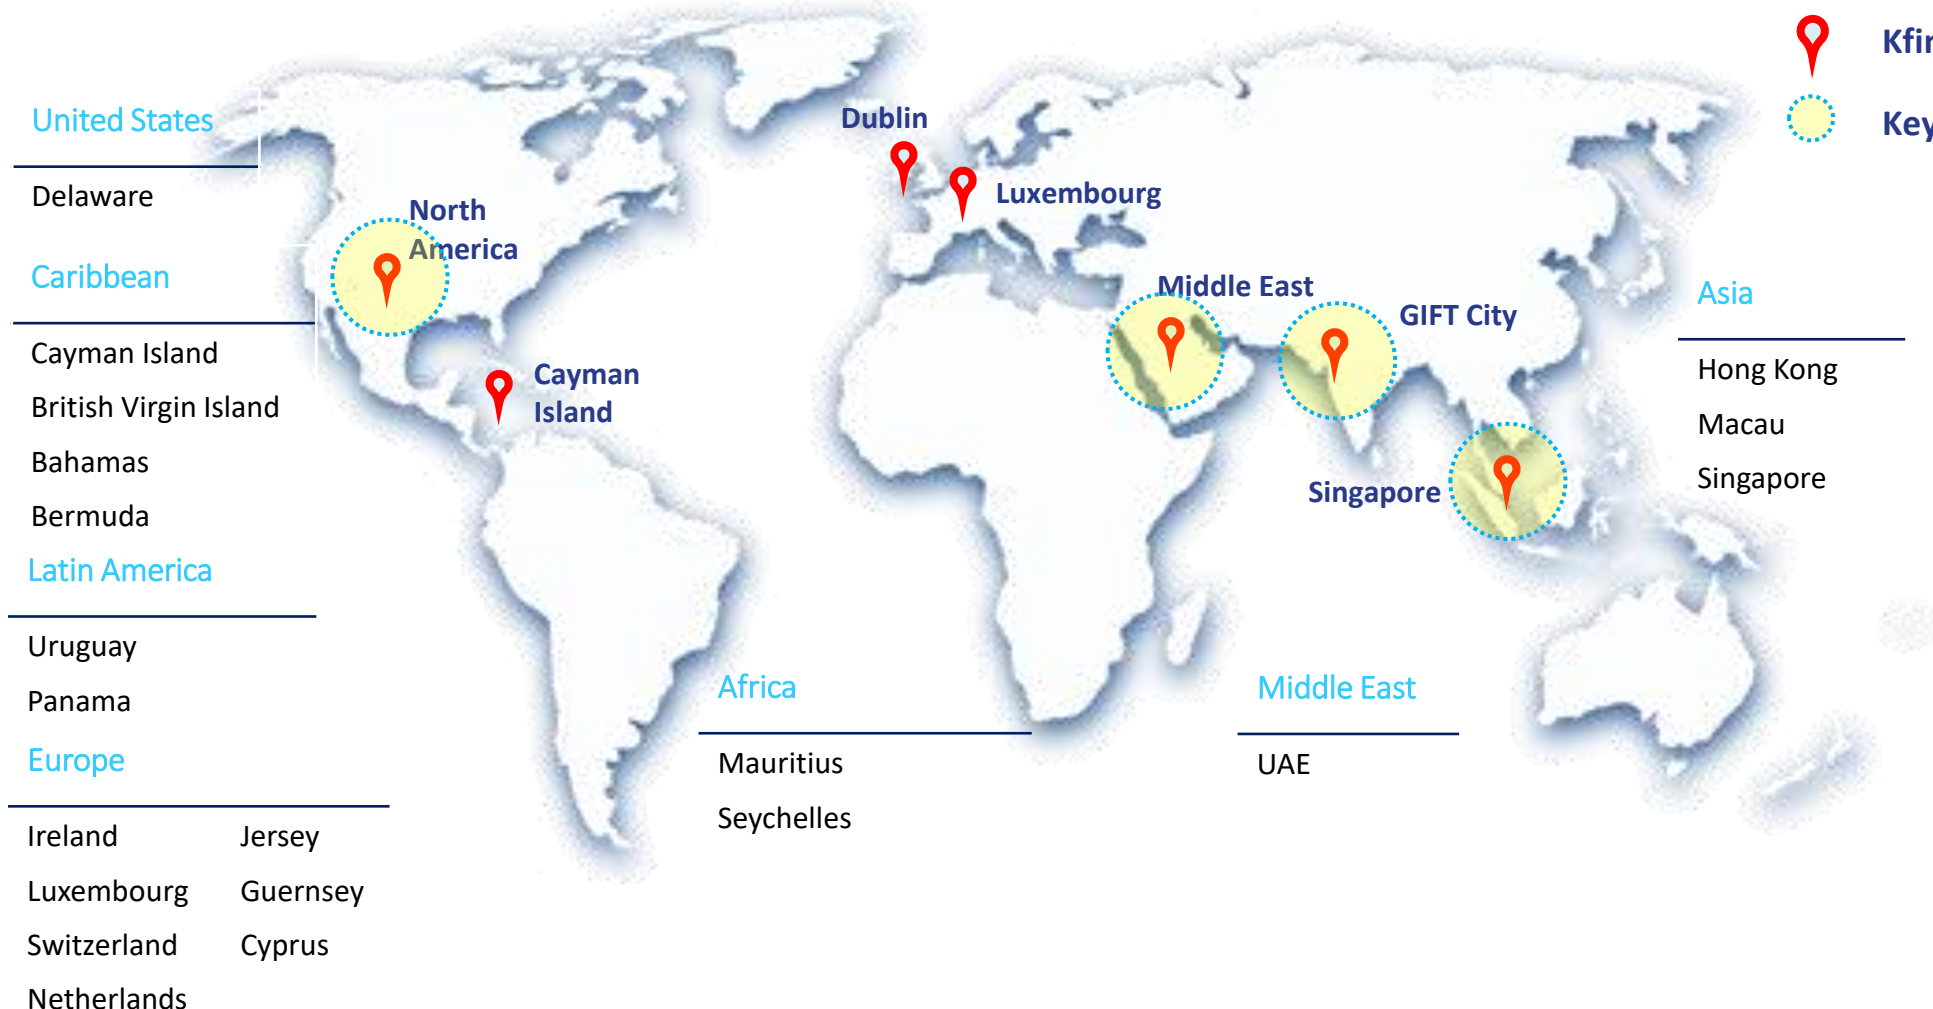 Key
United States
Delaware
Caribbean
Cayman Island
British Virgin Island
Bahamas
Bermuda
Latin America
Uruguay
Panama
Europe
Ireland Jersey
Luxembourg Guernsey
Switzerland Cyprus
Netherlands
North
America
Cayman
Island
Dublin
Luxembourg
Middle East
GIFT City
Singapore
Africa
Mauritius
Seychelles
Middle East
UAE
Asia
Hong Kong
Macau
Singapore